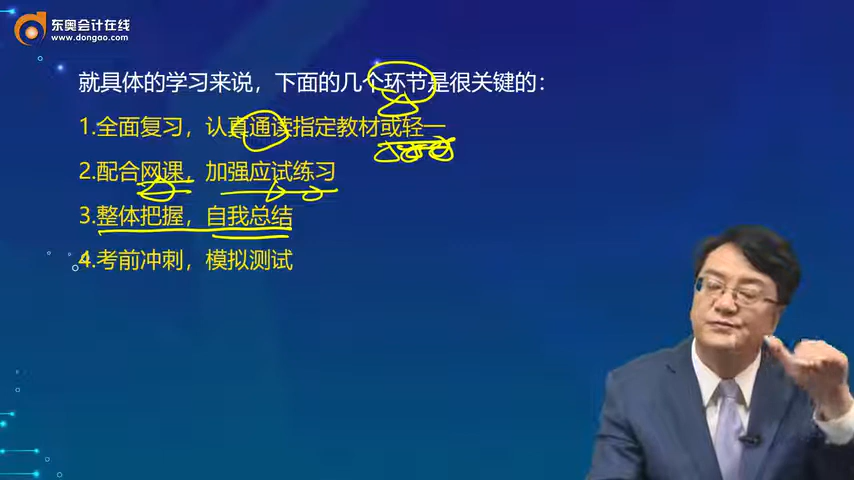 东奥会计在线
www.dongao.com
就具体的学习来说，下面的几个环节是很关键的：
1.全面复习，认真通读指定教材或轻一
2.配合网课，加强应试练习
3.整体把握，自我总结
4.考前冲刺，模拟测试